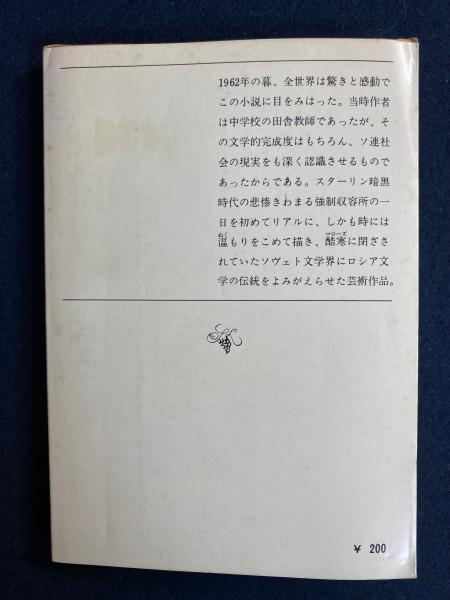 1962年の暮、全世界は驚きと感動で
この小説に目をみはった。当時作者
は中学校の田舎教師であったが、そ
の文学的完成度はもちろん、ソ連社
会の現実をも深く認識させるもので
あったからである。スターリン暗黒
時代の悲惨きわまる強制収容所の一
日を初めてリアルに、しかも時には
ぬく マローズ
温もりをこめて描き、酷寒に閉ざさ
れていたソヴェト文学界にロシア文
学の伝統をよみがえらせた芸術作品。
¥ 200